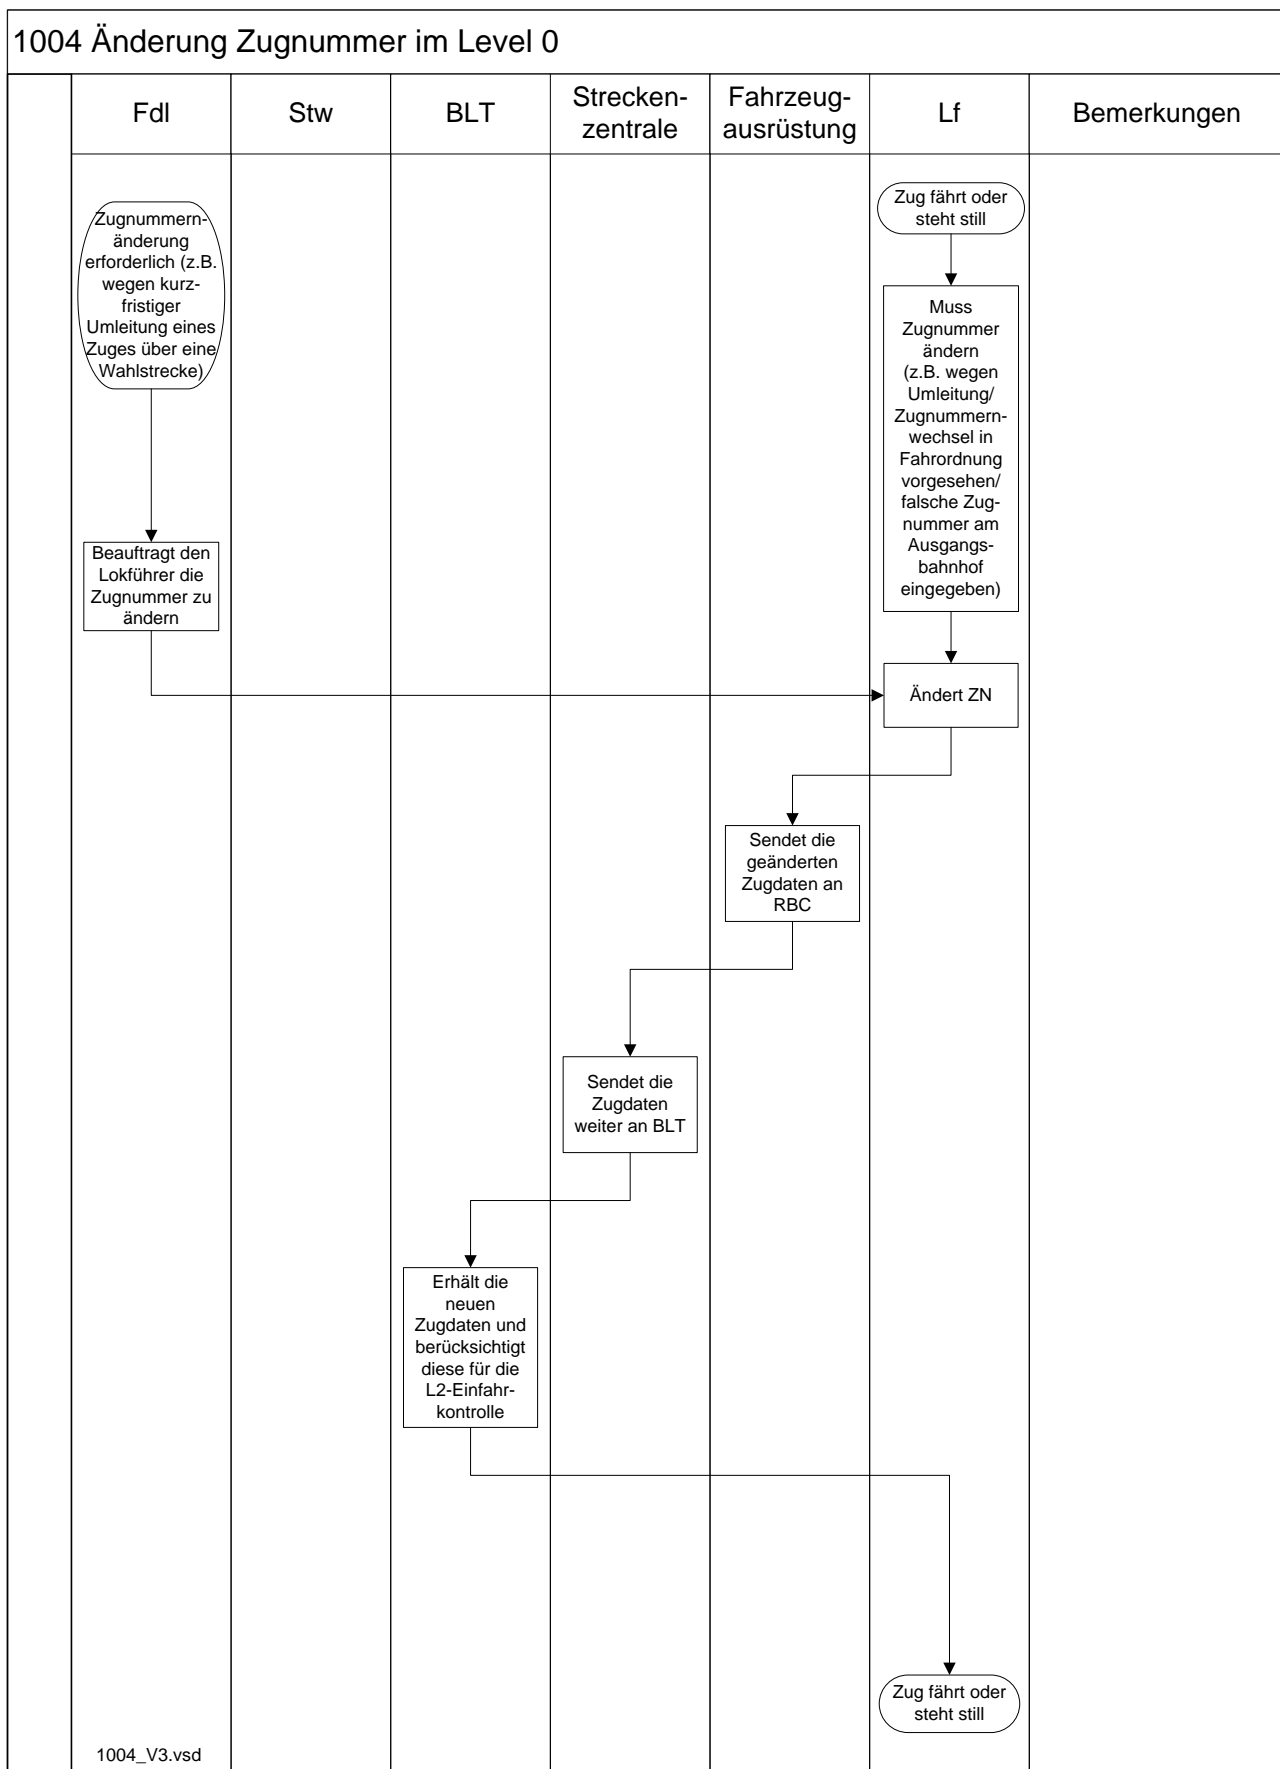 1004 Änderung Zugnummer im Level 0
Fdl
Stw
BLT
Strecken-
zentrale
Fahrzeug-
ausrüstung
Lf
Bemerkungen
Zugnummern-
änderung
erforderlich (z.B.
wegen kurz-
fristiger
Umleitung eines
Zuges über eine
Wahlstrecke)
Zug fährt oder
steht still
Muss
Zugnummer
ändern
(z.B. wegen
Umleitung/
Zugnummern-
wechsel in
Fahrordnung
vorgesehen/
falsche Zug-
nummer am
Ausgangs-
bahnhof
eingegeben)
Beauftragt den
Lokführer die
Zugnummer zu
ändern
Ändert ZN
Sendet die
geänderten
Zugdaten an
RBC
Sendet die
Zugdaten
weiter an BLT
Erhält die
neuen
Zugdaten und
berücksichtigt
diese für die
L2-Einfahr-
kontrolle
Zug fährt oder
steht still
1004_V3.vsd